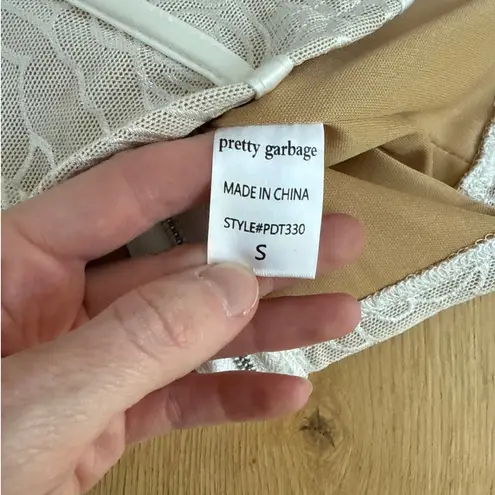 pretty garbage
MADE IN CHINA
STYLE#PDT330
S